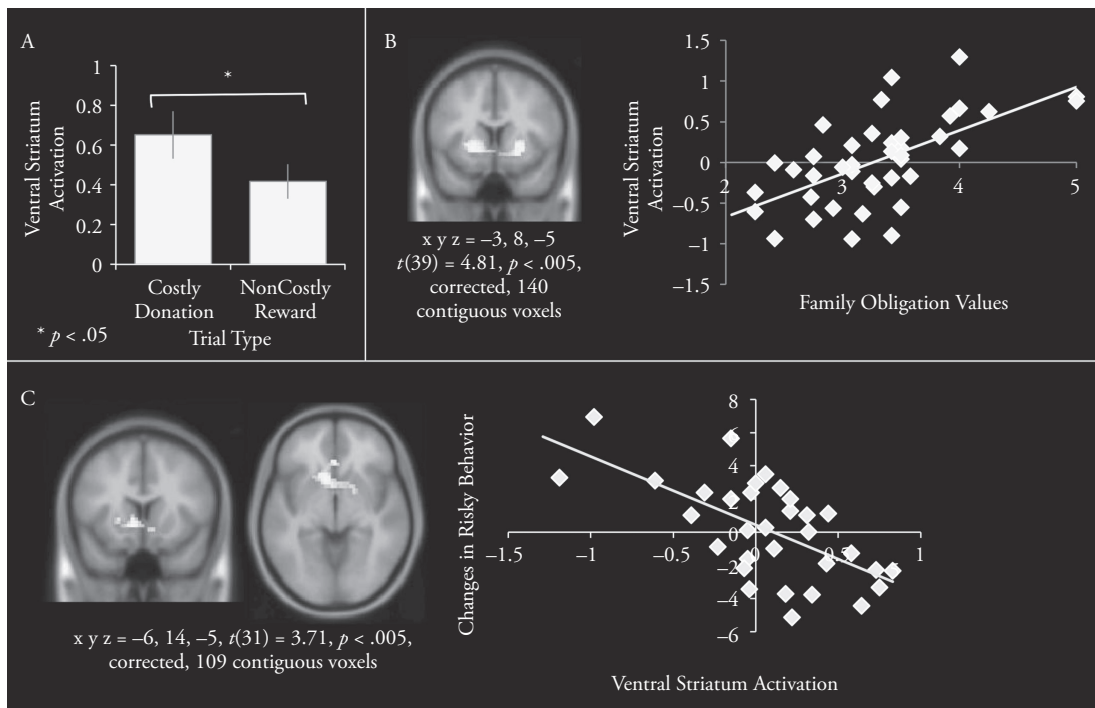 A
Ventral Striatum
Activation
1
0.8
0.6
0.4
0.2
0
*
Costly
Donation
NonCostly
Reward
* p < .05
Trial Type
B
x y z = –3, 8, –5
t(39) = 4.81, p < .005,
corrected, 140
contiguous voxels
Ventral Striatum
Activation
1.5
1
0.5
0
–0.5
–1
–1.5
2
3
4
5
Family Obligation Values
C
x y z = –6, 14, –5, t(31) = 3.71, p < .005,
corrected, 109 contiguous voxels
Changes in Risky Behavior
8
6
4
2
0
–2
–4
–6
–1.5
–1
–0.5
0
0.5
1
Ventral Striatum Activation